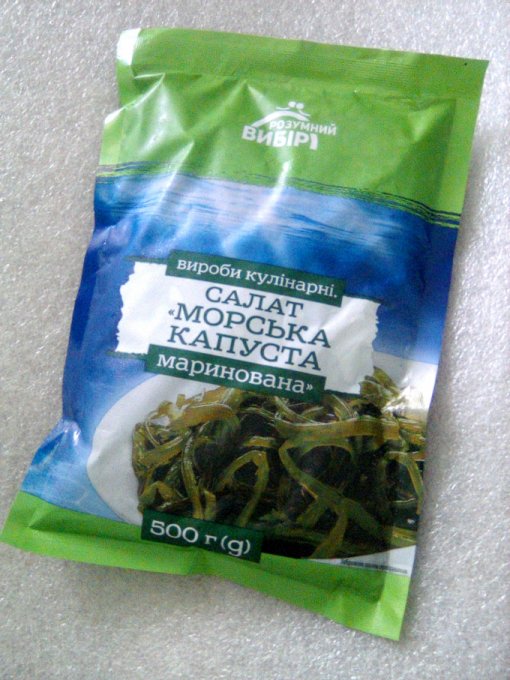 РОЗУМНИЙ
ВИБІР
вироби кулінарні.
САЛАТ
«МОРСЬКА
КАПУСТА
маринована»
500 г (g)